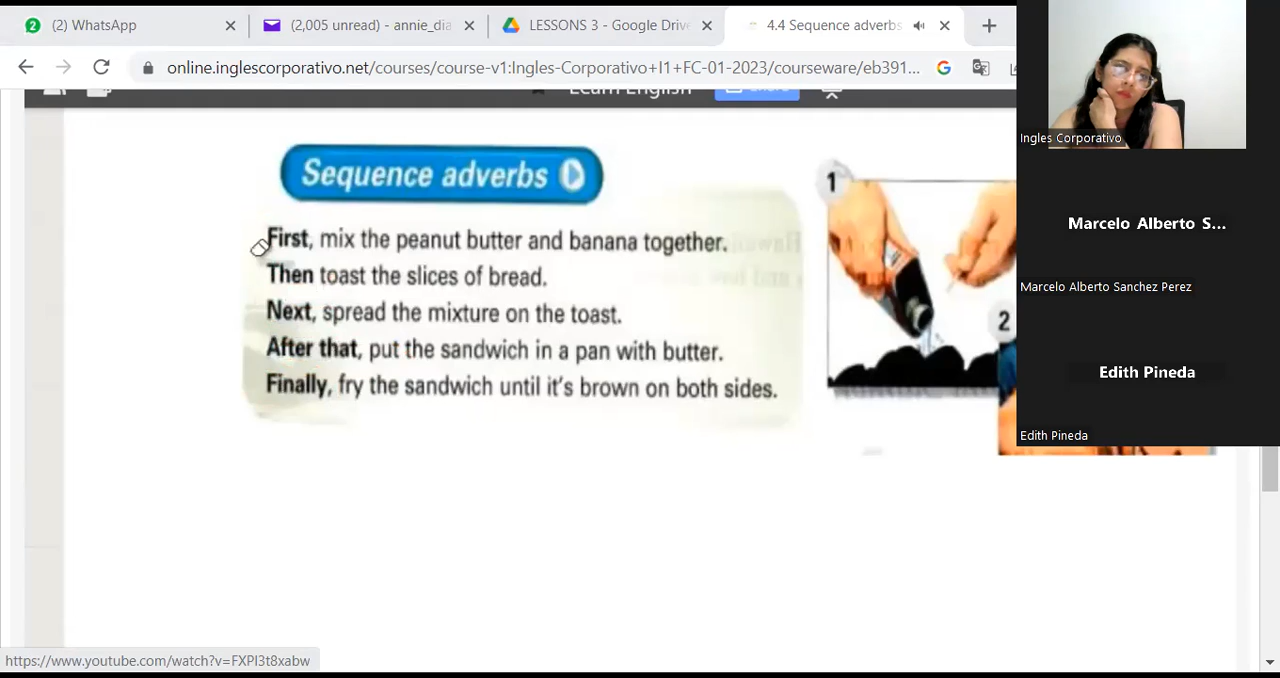 2 (2) WhatsApp
(2,005 unread) - annie_dia
LESSONS 3 - Google Drive
4.4 Sequence adverbs
online.inglescorporativo.net/courses/course-v1:Ingles-Corporativo+I1+FC-01-2023/courseware/eb391...
Learn English
Sequence adverbs
First, mix the peanut butter and banana together.
Then toast the slices of bread.
Next, spread the mixture on the toast.
After that, put the sandwich in a pan with butter.
Finally, fry the sandwich until it's brown on both sides.
1
2
Ingles Corporativo
Marcelo Alberto S...
Marcelo Alberto Sanchez Perez
Edith Pineda
Edith Pineda
https://www.youtube.com/watch?v=FXPI3t8xabw